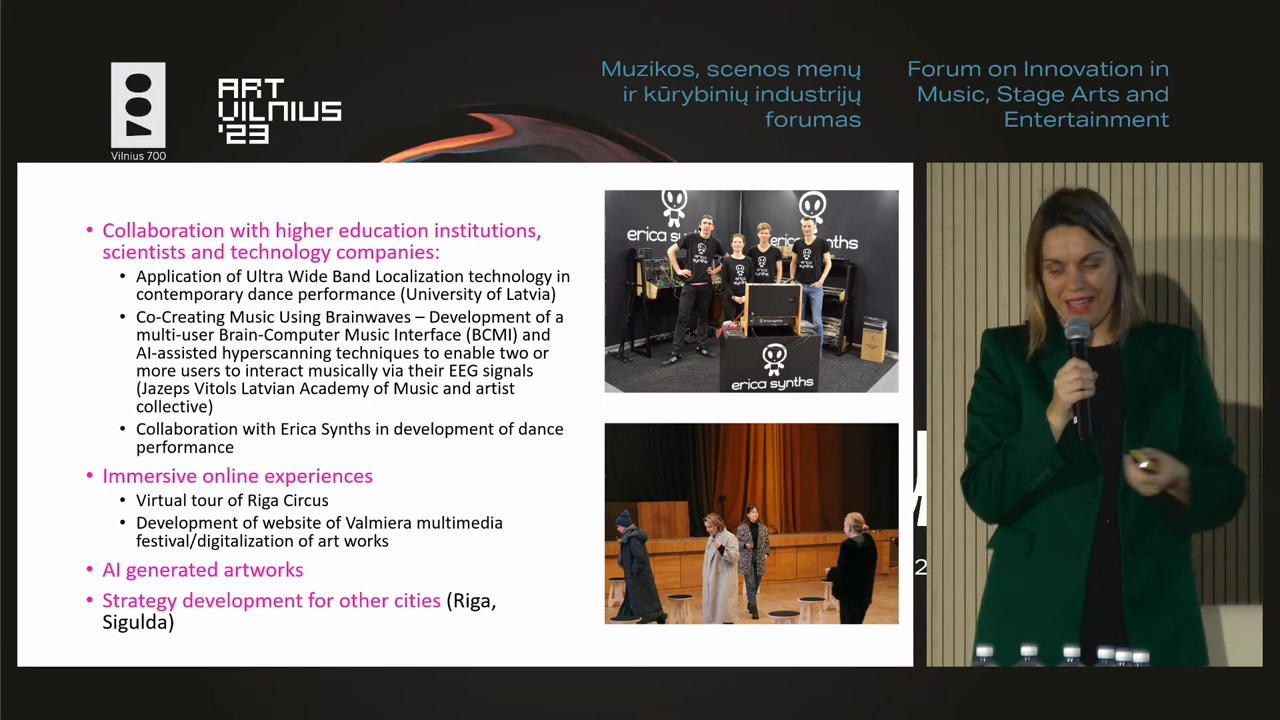 Vilnius 700
ART
VILNIUS
'23
Muzikos, scenos menų
ir kūrybinių industrijų
forumas
Forum on Innovation in
Music, Stage Arts and
Entertainment
• Collaboration with higher education institutions,
scientists and technology companies:
• Application of Ultra Wide Band Localization technology in
contemporary dance performance (University of Latvia)
• Co-Creating Music Using Brainwaves – Development of a
multi-user Brain-Computer Music Interface (BCMI) and
AI-assisted hyperscanning techniques to enable two or
more users to interact musically via their EEG signals
(Jazeps Vitols Latvian Academy of Music and artist
collective)
• Collaboration with Erica Synths in development of dance
performance
• Immersive online experiences
• Virtual tour of Riga Circus
• Development of website of Valmiera multimedia
festival/digitalization of art works
• AI generated artworks
• Strategy development for other cities (Riga,
Sigulda)
erica synths
erica synths
erica synths